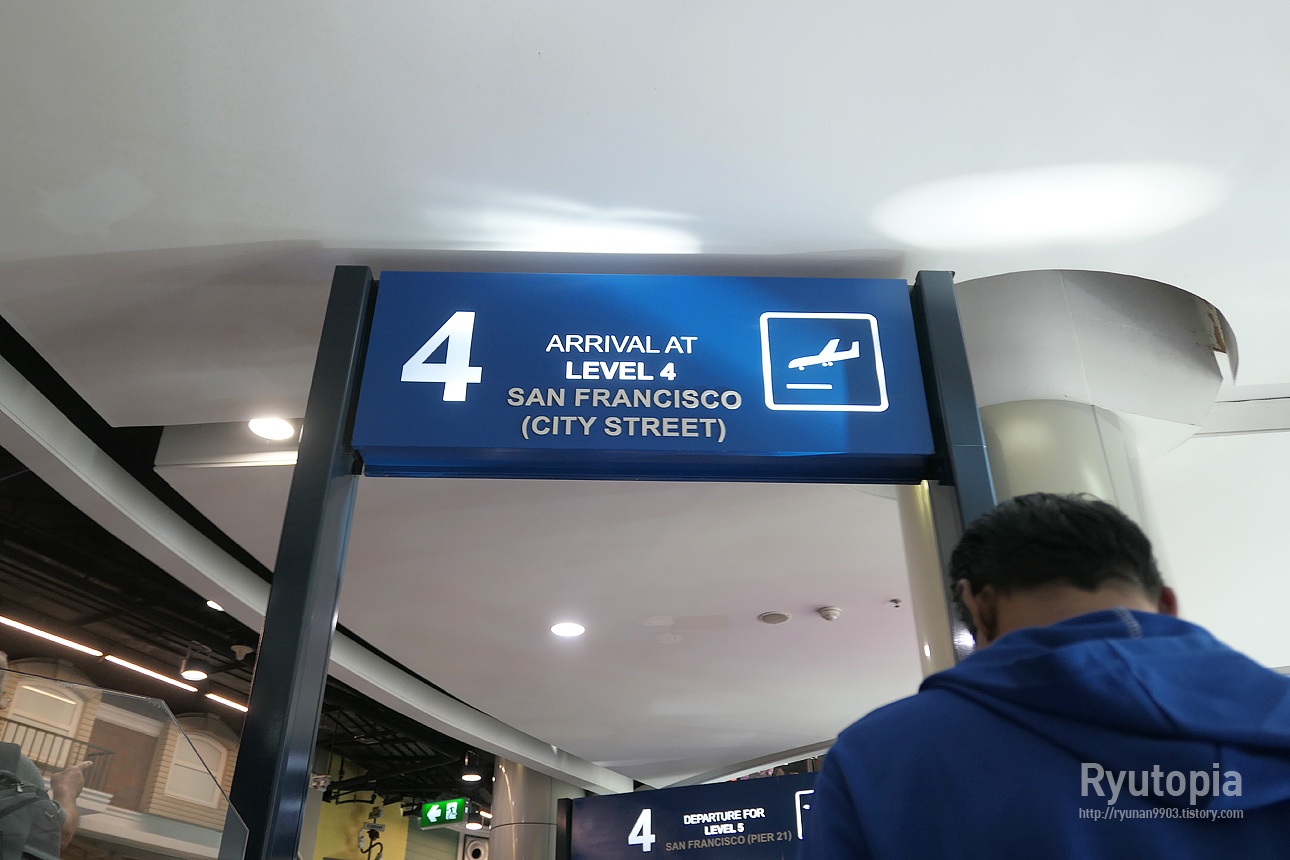 4
ARRIVAL AT
LEVEL 4
SAN FRANCISCO
(CITY STREET)
4
DEPARTURE FOR
LEVEL 5
SAN FRANCISCO (PIER 21)
Ryutopia
http://ryunan9903.tistory.com